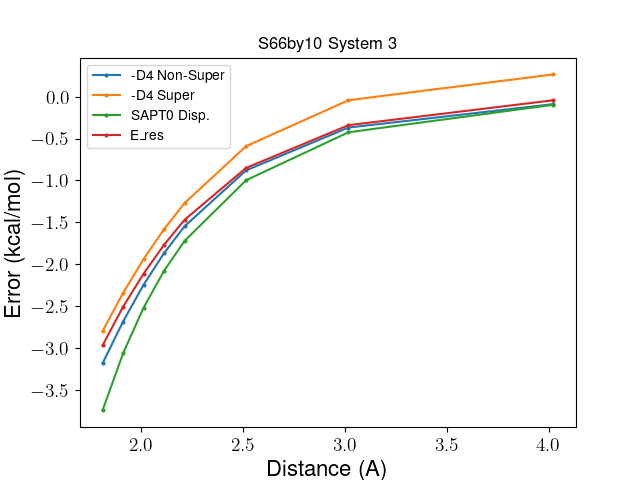 S66by10 System 3
-D4 Non-Super
-D4 Super
SAPT0 Disp.
E_res
0.0
−0.5
−1.0
−1.5
−2.0
−2.5
−3.0
−3.5
Error (kcal/mol)
2.0 2.5 3.0 3.5 4.0
Distance (A)